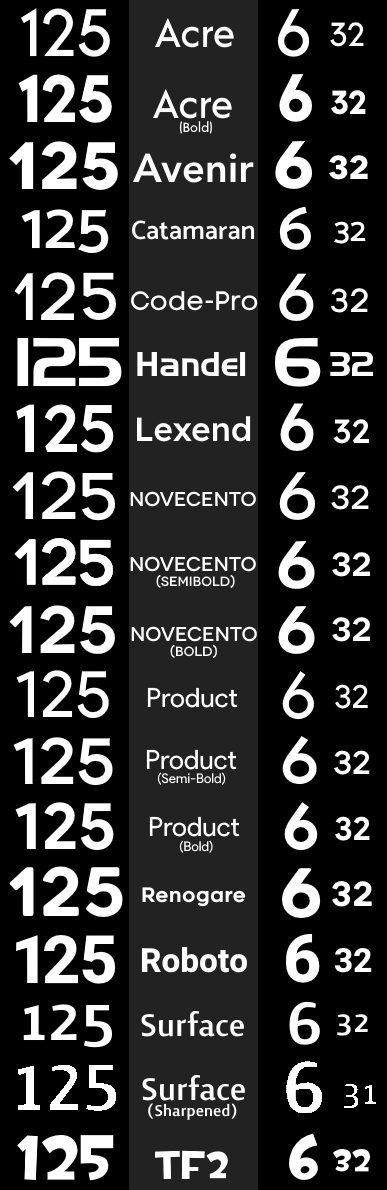 125 Acre 6 32
125 Acre 6 32
(Bold)
125 Avenir 6 32
125 Catamaran 6 32
125 Code-Pro 6 32
125 Handel 6 32
125 Lexend 6 32
125 NOVECENTO 6 32
125 NOVECENTO 6 32
(SEMIBOLD)
125 NOVECENTO 6 32
(BOLD)
125 Product 6 32
125 Product 6 32
(Semi-Bold)
125 Product 6 32
(Bold)
125 Renogare 6 32
125 Roboto 6 32
125 Surface 6 32
125 Surface 6 31
(Sharpened)
125 TF2 6 32